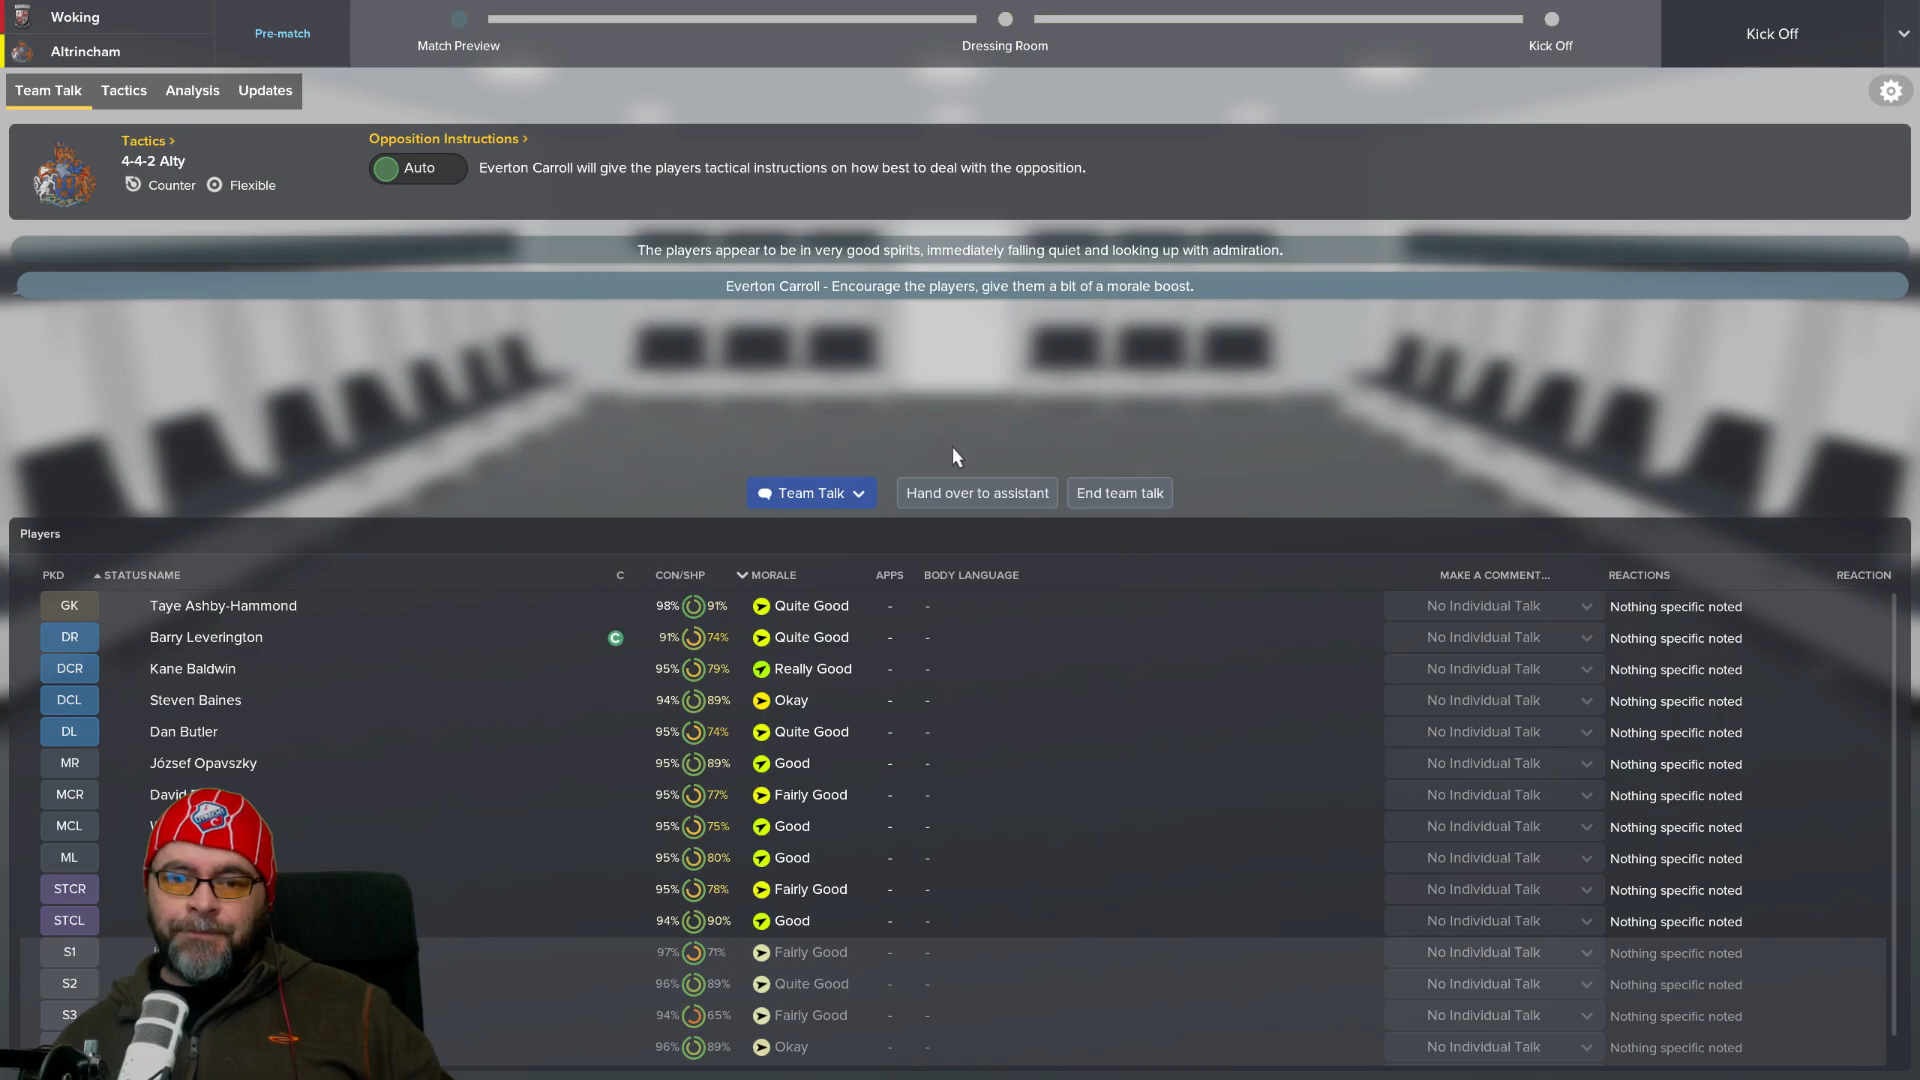 Woking
Altrincham
Pre-match
Match Preview
Dressing Room
Kick Off
Kick Off
Team Talk Tactics Analysis Updates
Tactics >
4-4-2 Alty
Counter Flexible
Opposition Instructions >
Auto Everton Carroll will give the players tactical instructions on how best to deal with the opposition.
The players appear to be in very good spirits, immediately falling quiet and looking up with admiration.
Everton Carroll - Encourage the players, give them a bit of a morale boost.
Team Talk Hand over to assistant End team talk
Players
PKD STATUS NAME C CON/SHP MORALE APPS BODY LANGUAGE MAKE A COMMENT... REACTIONS REACTION
GK Taye Ashby-Hammond 98% 91% Quite Good - - No Individual Talk Nothing specific noted
DR Barry Leverington C 91% 74% Quite Good - - No Individual Talk Nothing specific noted
DCR Kane Baldwin 95% 79% Really Good - - No Individual Talk Nothing specific noted
DCL Steven Baines 94% 89% Okay - - No Individual Talk Nothing specific noted
DL Dan Butler 95% 74% Quite Good - - No Individual Talk Nothing specific noted
MR József Opavszky 95% 89% Good - - No Individual Talk Nothing specific noted
MCR David 95% 77% Fairly Good - - No Individual Talk Nothing specific noted
MCL 95% 75% Good - - No Individual Talk Nothing specific noted
ML 95% 80% Good - - No Individual Talk Nothing specific noted
STCR 95% 78% Fairly Good - - No Individual Talk Nothing specific noted
STCL 94% 90% Good - - No Individual Talk Nothing specific noted
S1 97% 71% Fairly Good - - No Individual Talk Nothing specific noted
S2 96% 89% Quite Good - - No Individual Talk Nothing specific noted
S3 94% 65% Fairly Good - - No Individual Talk Nothing specific noted
96% 89% Okay - - No Individual Talk Nothing specific noted